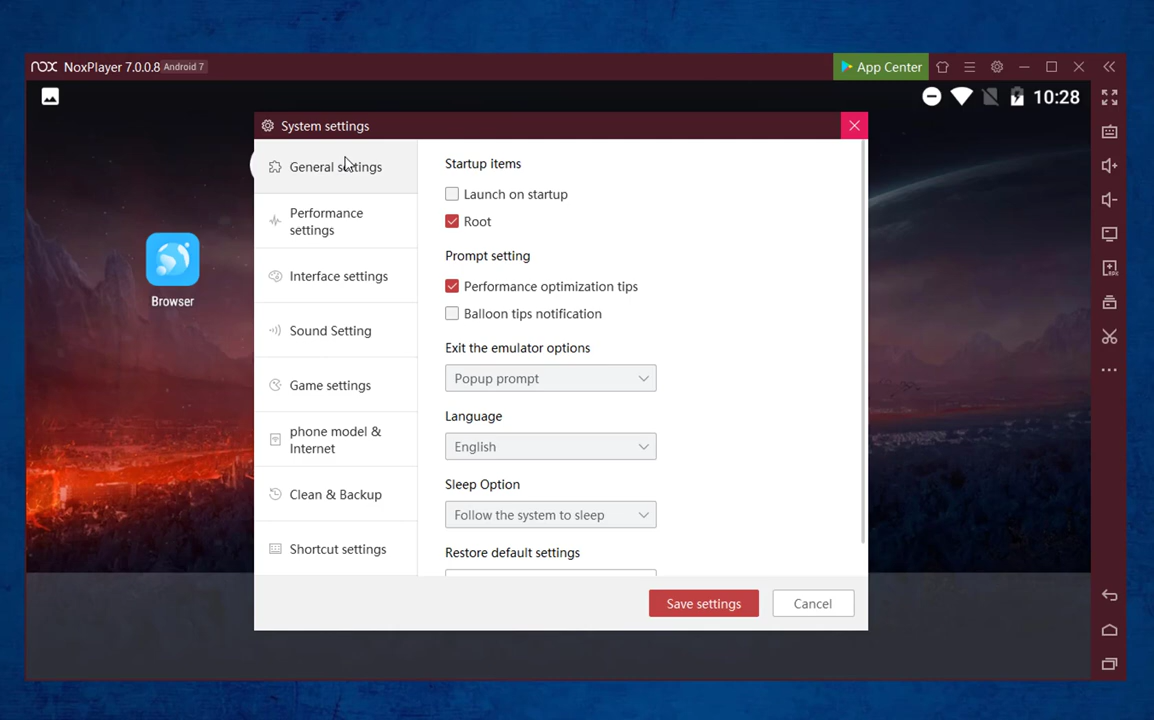 nox NoxPlayer 7.0.0.8 Android 7
App Center
10:28
System settings
General settings
Performance
settings
Interface settings
Sound Setting
Game settings
phone model &
Internet
Clean & Backup
Shortcut settings
Startup items
Launch on startup
Root
Prompt setting
Performance optimization tips
Balloon tips notification
Exit the emulator options
Popup prompt
Language
English
Sleep Option
Follow the system to sleep
Restore default settings
Save settings
Cancel
Browser